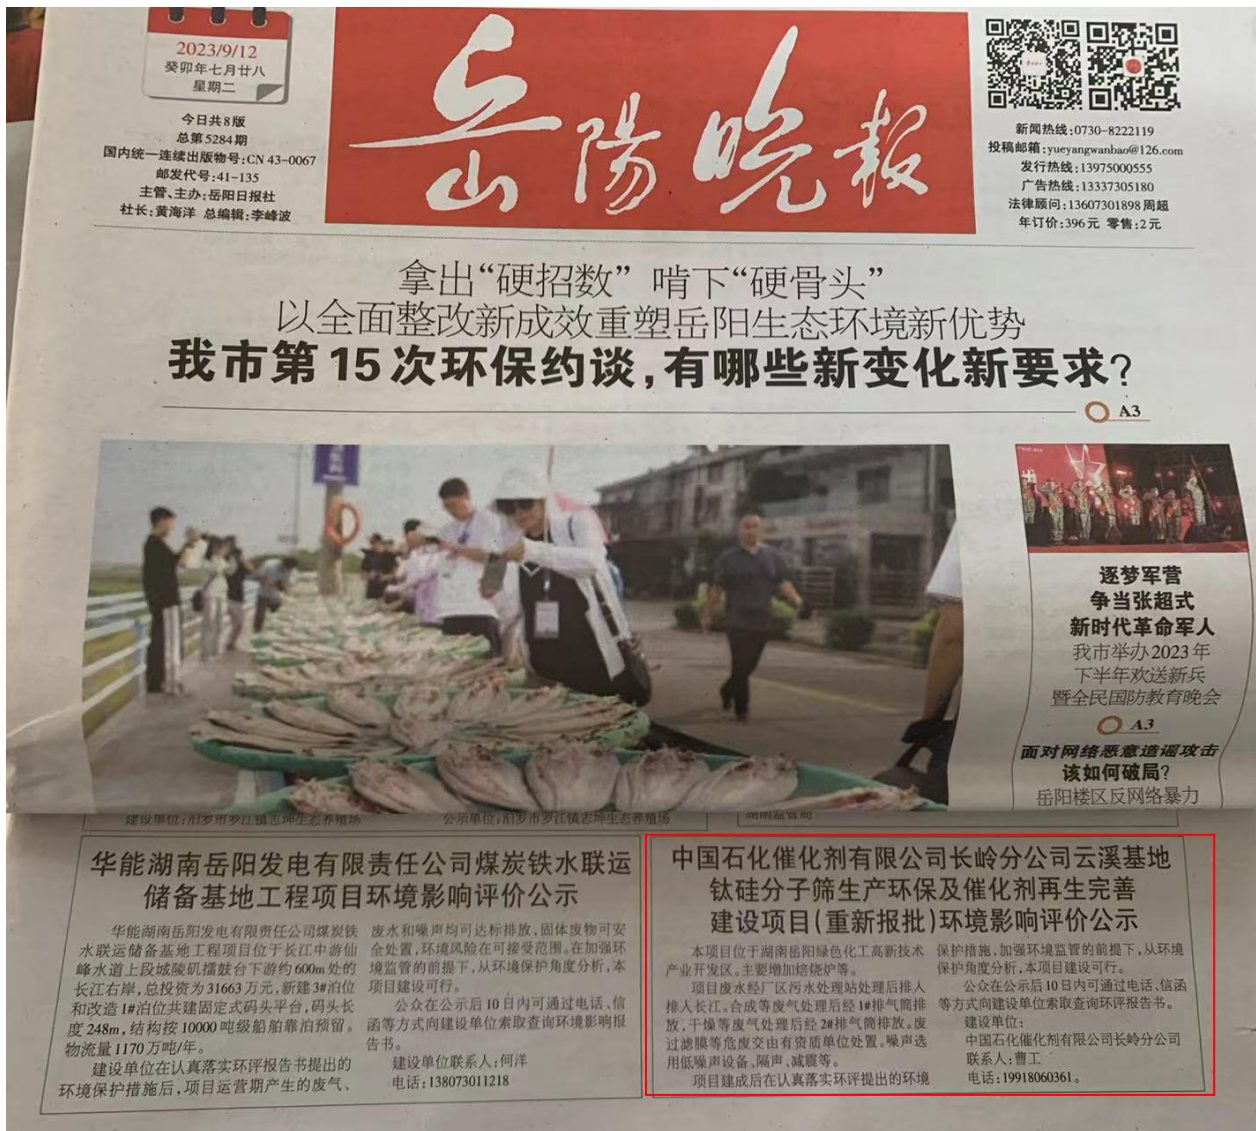 2023/9/12
癸卯年七月廿八
星期二
今日共8版
总第5284期
国内统一连续出版物号:CN 43-0067
邮发代号:41-135
主管、主办:岳阳日报社
社长:黄海洋 总编辑:李峰波
岳阳晚报
新闻热线:0730-8222119
投稿邮箱:yueyangwanbao@126.com
发行热线:13975000555
广告热线:13337305180
法律顾问:13607301898 周超
年订价:396元 零售:2元
拿出“硬招数” 啃下“硬骨头”
以全面整改新成效重塑岳阳生态环境新优势
我市第15次环保约谈,有哪些新变化新要求?
A3
逐梦军营
争当张超式
新时代革命军人
我市举办2023年
下半年欢送新兵
暨全民国防教育晚会
A3
面对网络恶意造谣攻击
该如何破局?
岳阳楼区反网络暴力
建设单位:汨罗市罗江镇志坤生态养殖场
公示单位:汨罗市罗江镇志坤生态养殖场
华能湖南岳阳发电有限责任公司煤炭铁水联运
储备基地工程项目环境影响评价公示
华能湖南岳阳发电有限责任公司煤炭铁
水联运储备基地工程项目位于长江中游仙
峰水道上段城陵矶擂鼓台下游约600m处的
长江右岸,总投资为31663万元,新建3#泊位
和改造1#泊位共建固定式码头平台,码头长
度248m,结构按10000吨级船舶靠泊预留。
物流量1170万吨/年。
建设单位在认真落实环评报告书提出的
环境保护措施后,项目运营期产生的废气、
废水和噪声均可达标排放,固体废物可安
全处置,环境风险在可接受范围。在加强环
境监管的前提下,从环境保护角度分析,本
项目建设可行。
公众在公示后10日内可通过电话、信
函等方式向建设单位索取查询环境影响报
告书。
建设单位联系人:何洋
电话:138073011218
中国石化催化剂有限公司长岭分公司云溪基地
钛硅分子筛生产环保及催化剂再生完善
建设项目(重新报批)环境影响评价公示
本项目位于湖南岳阳绿色化工高新技术
产业开发区。主要增加焙烧炉等。
项目废水经厂区污水处理站处理后排人
排人长江。合成等废气处理后经1#排气筒排
放,干燥等废气处理后经2#排气筒排放。废
过滤膜等危废交由有资质单位处置。噪声选
用低噪声设备、隔声、减震等。
项目建成后在认真落实环评提出的环境
保护措施,加强环境监管的前提下,从环境
保护角度分析,本项目建设可行。
公众在公示后10日内可通过电话、信函
等方式向建设单位索取查询环评报告书。
建设单位:
中国石化催化剂有限公司长岭分公司
联系人:曹工
电话:19918060361。